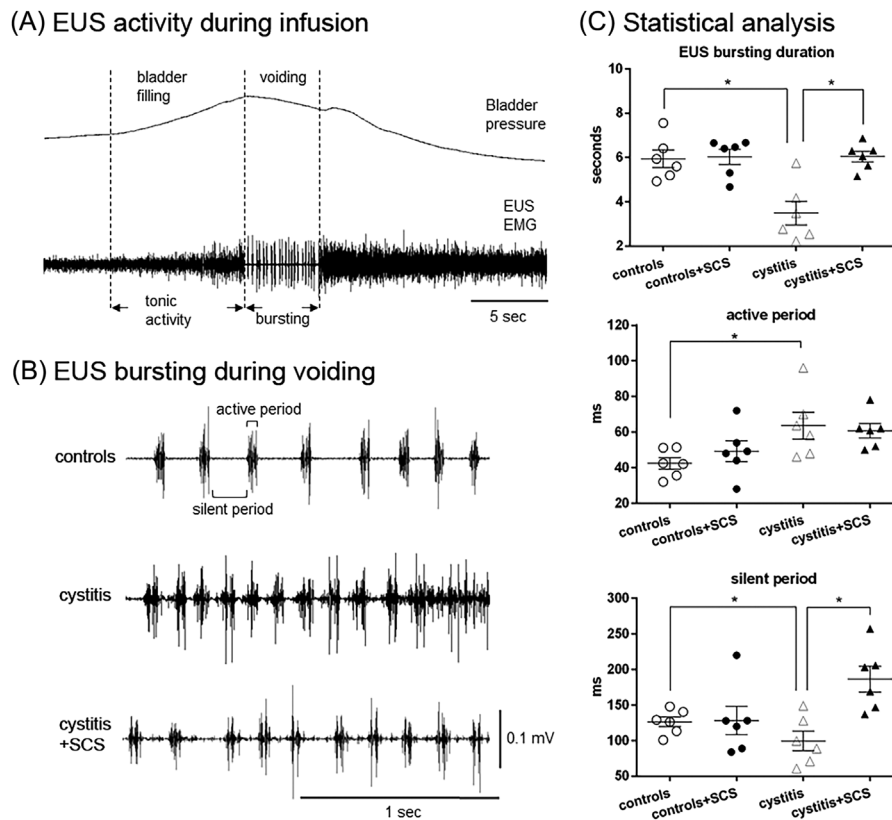 (A) EUS activity during infusion
bladder
filling
voiding
Bladder
pressure
EUS
EMG
tonic
activity
bursting
5 sec
(B) EUS bursting during voiding
active period
controls
silent period
cystitis
cystitis
+SCS
0.1 mV
1 sec
(C) Statistical analysis
EUS bursting duration
*
*
10
8
6
4
2
seconds
controls
controls+SCS
cystitis
cystitis+SCS
active period
*
120
100
80
60
40
20
ms
controls
controls+SCS
cystitis
cystitis+SCS
silent period
*
*
300
250
200
150
100
50
ms
controls
controls+SCS
cystitis
cystitis+SCS